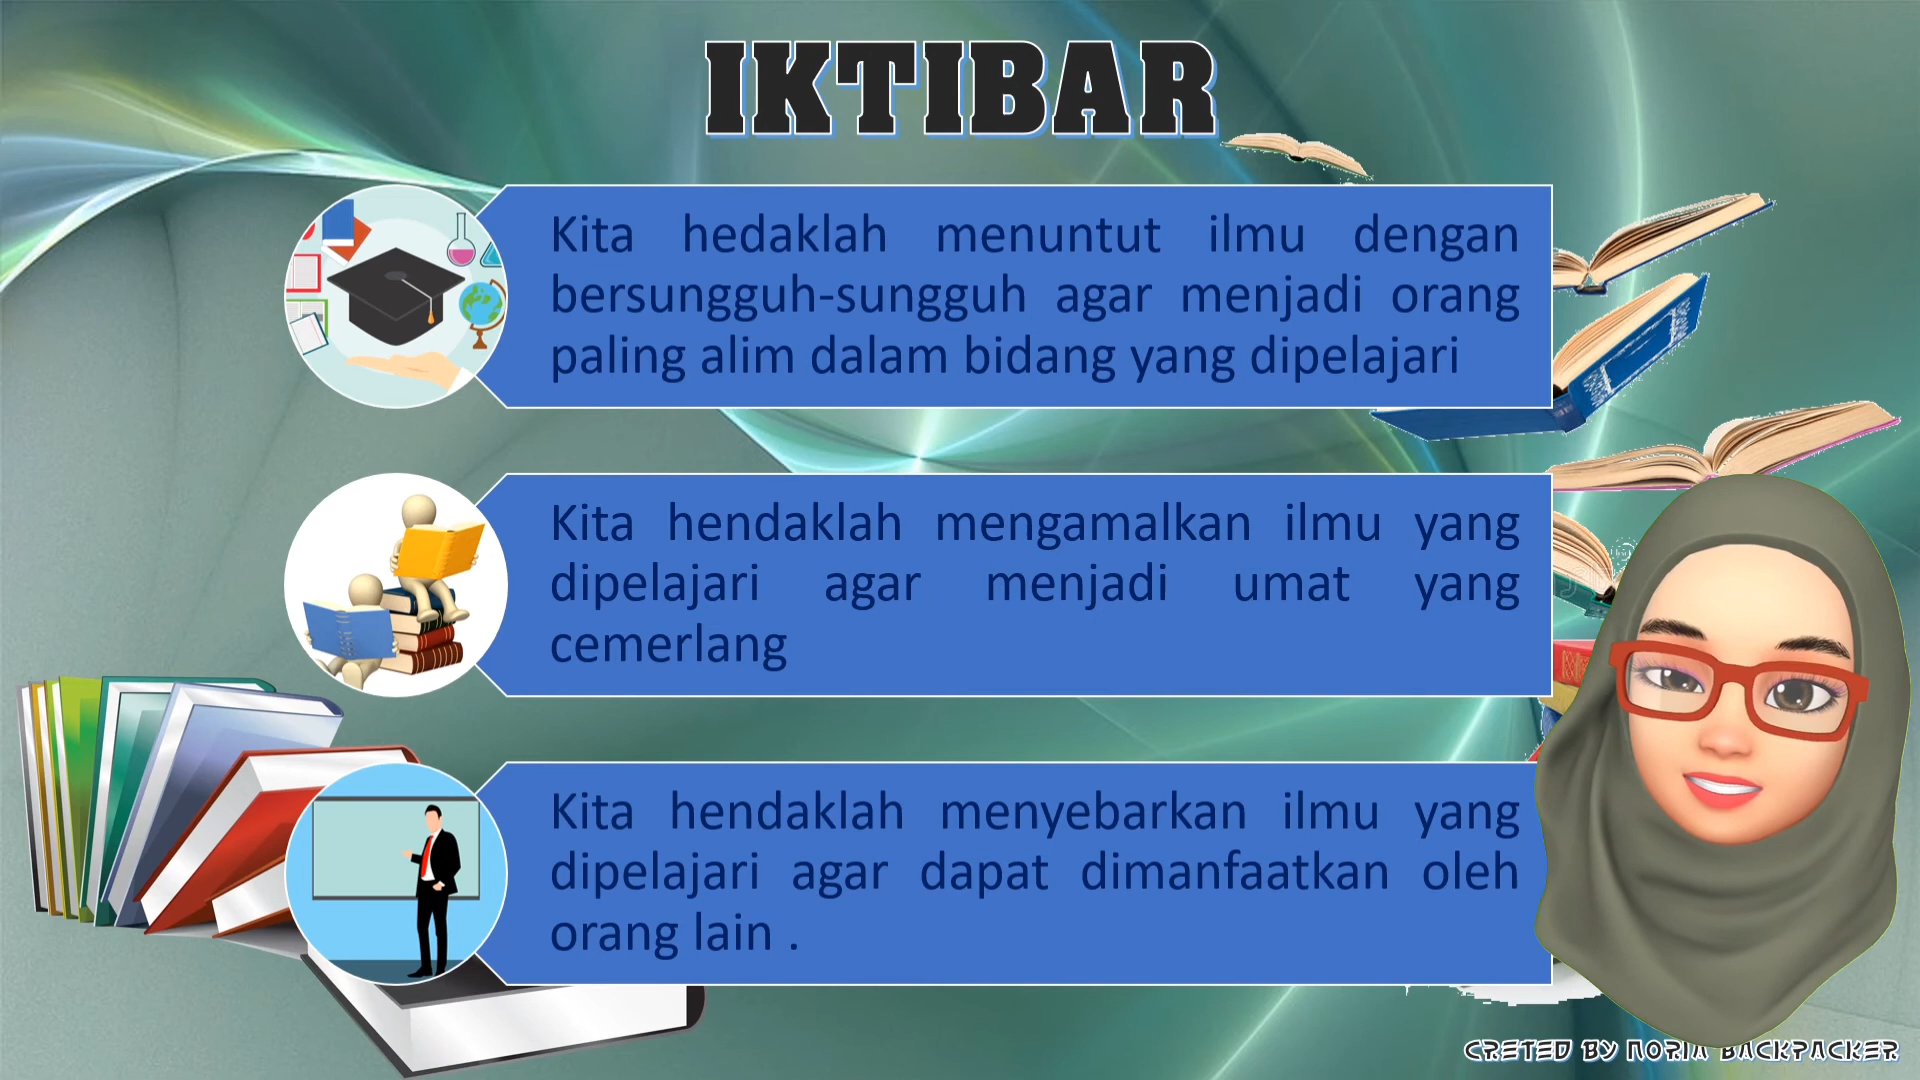 IKTIBAR
Kita hedaklah menuntut ilmu dengan
bersungguh-sungguh agar menjadi orang
paling alim dalam bidang yang dipelajari
Kita hendaklah mengamalkan ilmu yang
dipelajari agar menjadi umat yang
cemerlang
Kita hendaklah menyebarkan ilmu yang
dipelajari agar dapat dimanfaatkan oleh
orang lain .
CRETED BY NORIA BACKPACKER